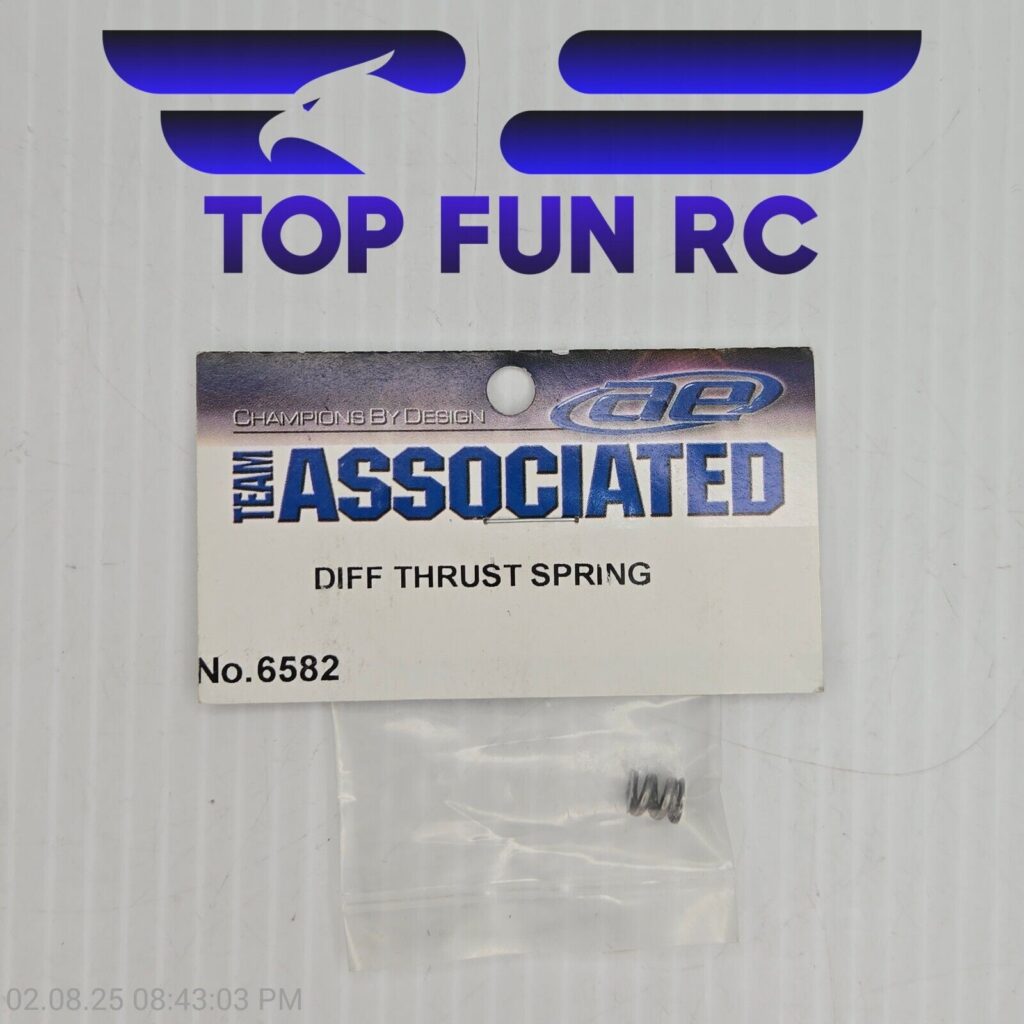 TOP FUN RC
CHAMPIONS BY DESIGN
ae
TEAM ASSOCIATED
DIFF THRUST SPRING
No.6582
02.08.25 08:43:03 PM